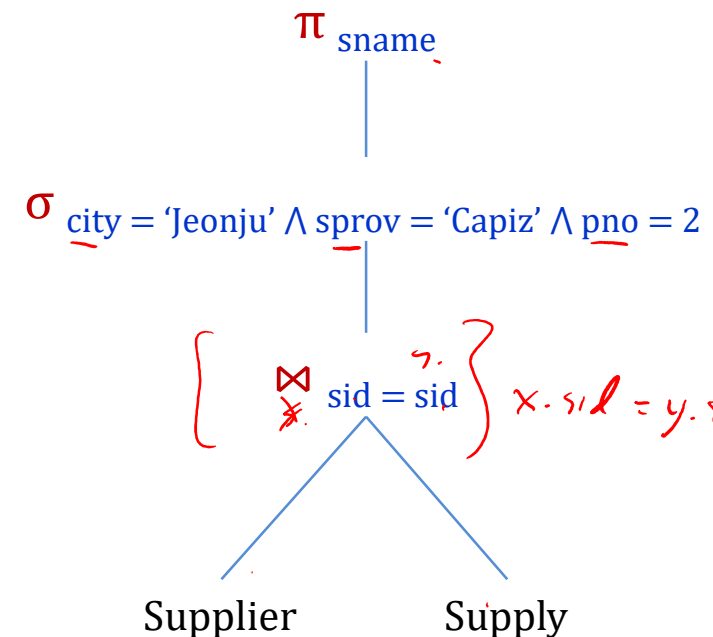 π sname
σ city = ‘Jeonju’ Λ sprov = ‘Capiz’ Λ pno = 2
⋈ sid = sid x.sid = y.
Supplier Supply